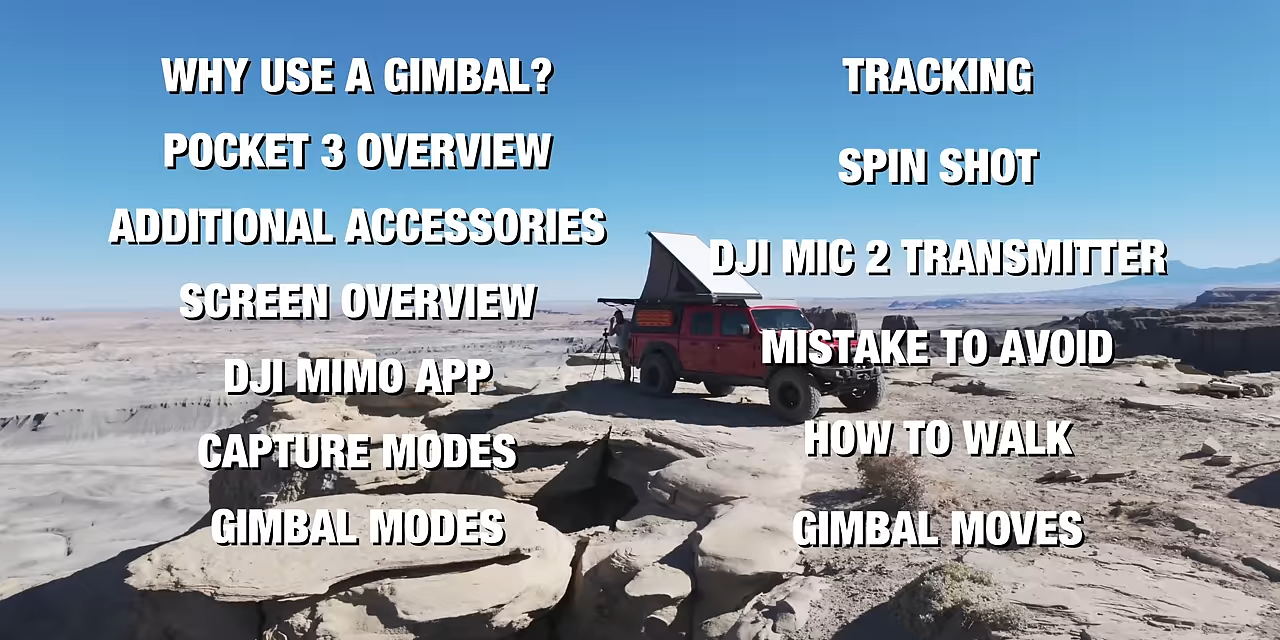 WHY USE A GIMBAL?
POCKET 3 OVERVIEW
ADDITIONAL ACCESSORIES
SCREEN OVERVIEW
DJI MIMO APP
CAPTURE MODES
GIMBAL MODES
TRACKING
SPIN SHOT
DJI MIC 2 TRANSMITTER
MISTAKE TO AVOID
HOW TO WALK
GIMBAL MOVES